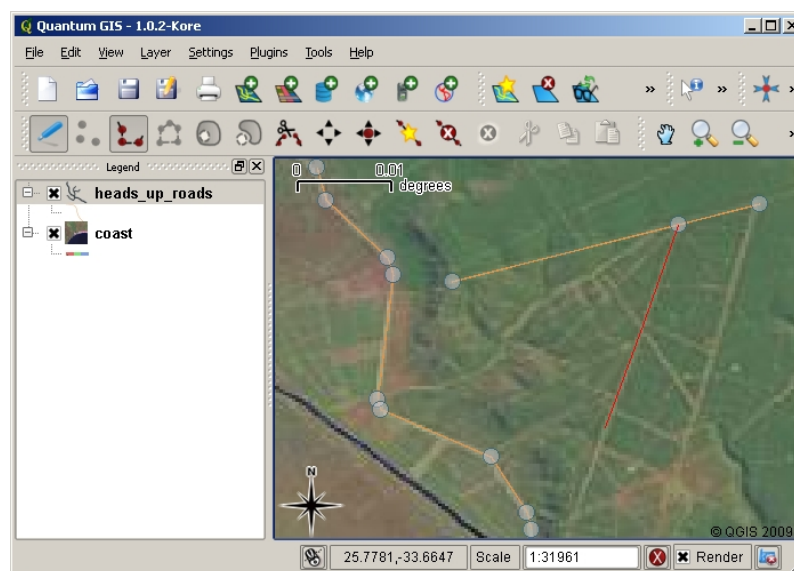 Quantum GIS - 1.0.2-Kore
File Edit View Layer Settings Plugins Tools Help
Legend
heads_up_roads
coast
0 0.01
degrees
N
© QGIS 2009
25.7781,-33.6647 Scale 1:31961 Render